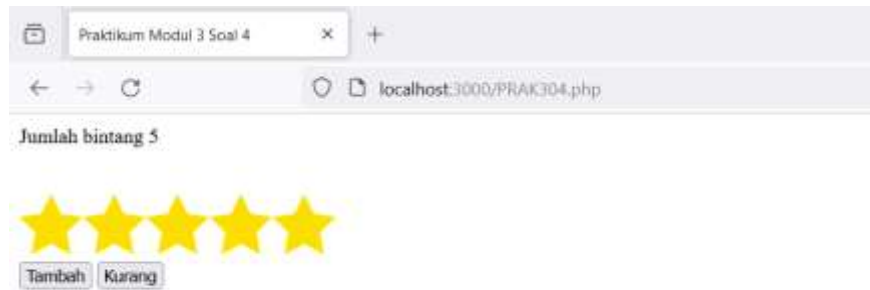 Praktikum Modul 3 Soal 4
localhost:3000/PRAK304.php
Jumlah bintang 5
Tambah Kurang